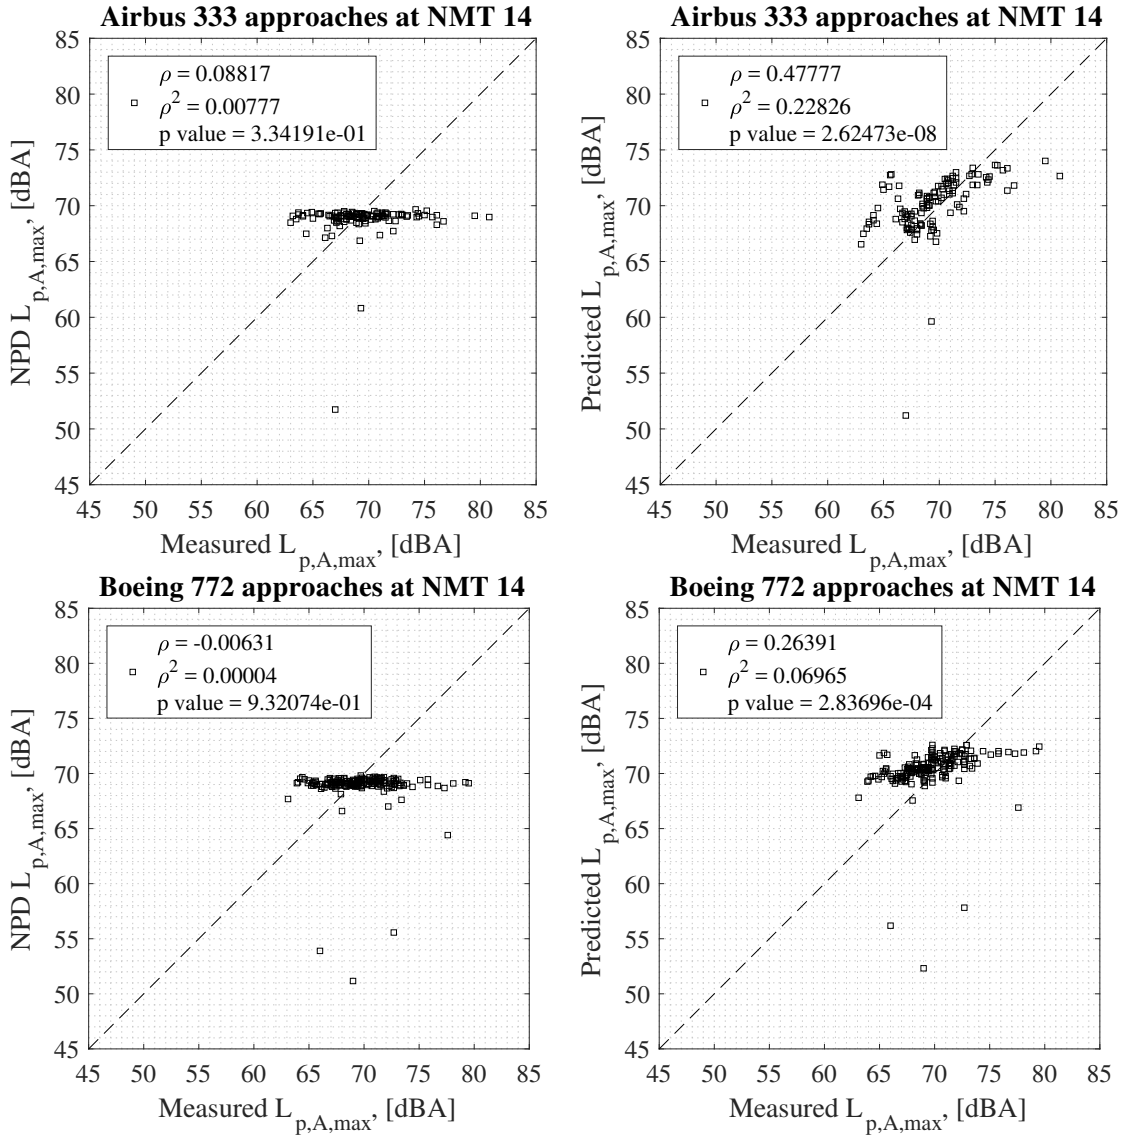 Airbus 333 approaches at NMT 14
ρ = 0.08817
ρ² = 0.00777
p value = 3.34191e-01
NPD L_p,A,max, [dBA]
85
80
75
70
65
60
55
50
45
45 50 55 60 65 70 75 80 85
Measured L_p,A,max, [dBA]
Airbus 333 approaches at NMT 14
ρ = 0.47777
ρ² = 0.22826
p value = 2.62473e-08
Predicted L_p,A,max, [dBA]
85
80
75
70
65
60
55
50
45
45 50 55 60 65 70 75 80 85
Measured L_p,A,max, [dBA]
Boeing 772 approaches at NMT 14
ρ = -0.00631
ρ² = 0.00004
p value = 9.32074e-01
NPD L_p,A,max, [dBA]
85
80
75
70
65
60
55
50
45
45 50 55 60 65 70 75 80 85
Measured L_p,A,max, [dBA]
Boeing 772 approaches at NMT 14
ρ = 0.26391
ρ² = 0.06965
p value = 2.83696e-04
Predicted L_p,A,max, [dBA]
85
80
75
70
65
60
55
50
45
45 50 55 60 65 70 75 80 85
Measured L_p,A,max, [dBA]